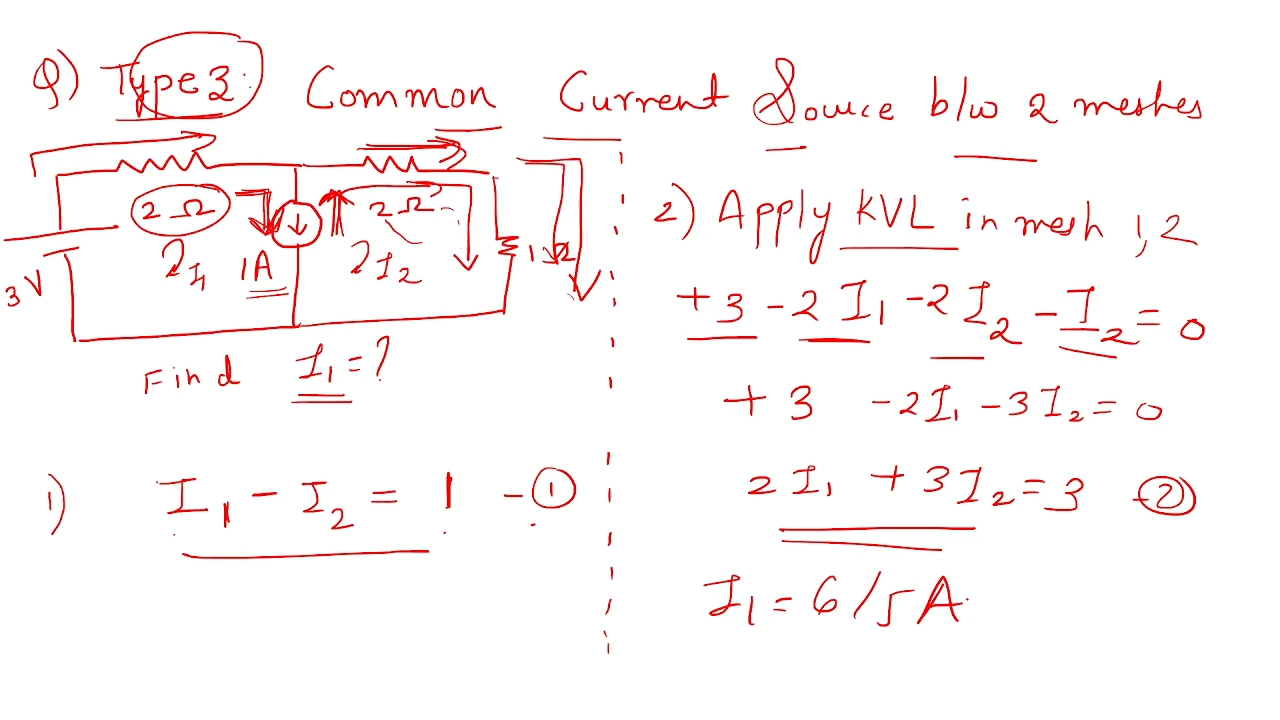 Q) Type 3: Common Current Source b/w 2 meshes
2 Ω
2 Ω
I1
1A
I2
1Ω
3V
Find I1 = ?
1) I1 - I2 = 1 - ①
2) Apply KVL in mesh 1, 2
+3 - 2I1 - 2I2 - I2 = 0
+3 - 2I1 - 3I2 = 0
2I1 + 3I2 = 3 - ②
I1 = 6/5 A